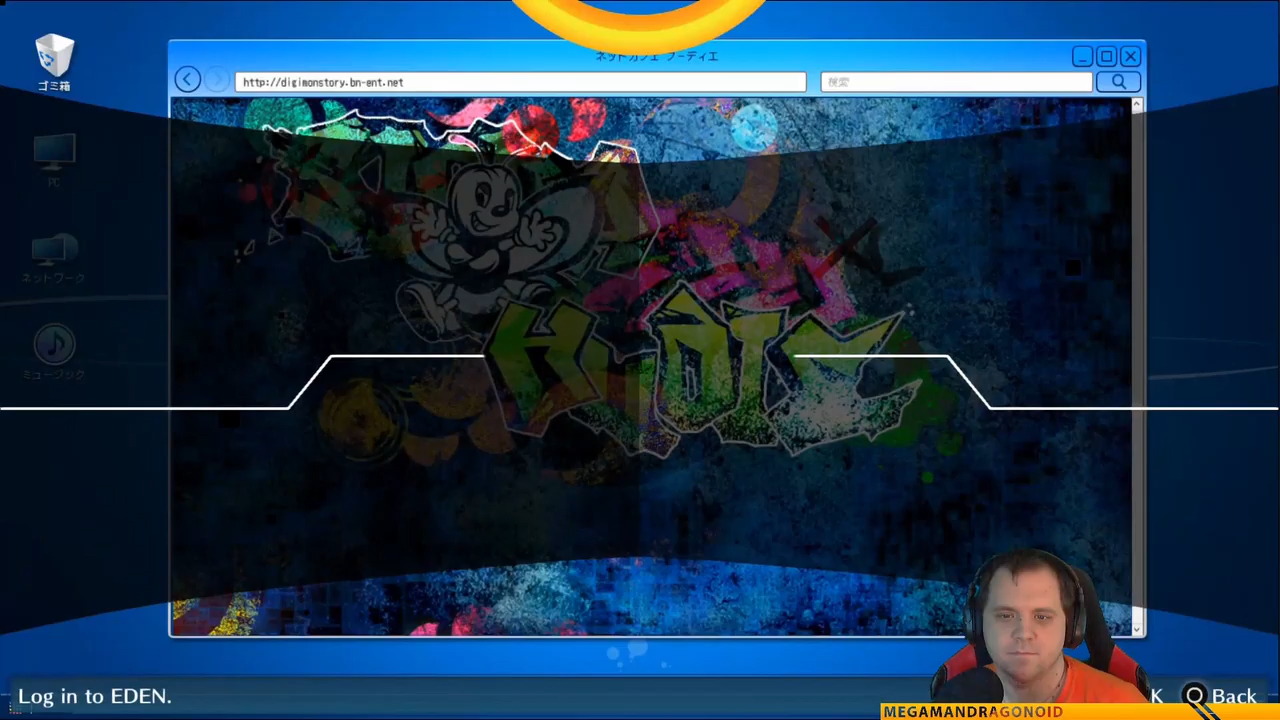 ネットカフェ フーディエ
ゴミ箱
http://digimonstory.bn-ent.net
検索
PC
ネットワーク
ミュージック
Log in to EDEN.
K
Back
MEGAMANDRAGONOID